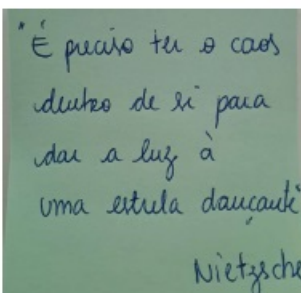 "É preciso ter o caos
dentro de si para
dar a luz à
uma estrela dançante"
Nietzsche